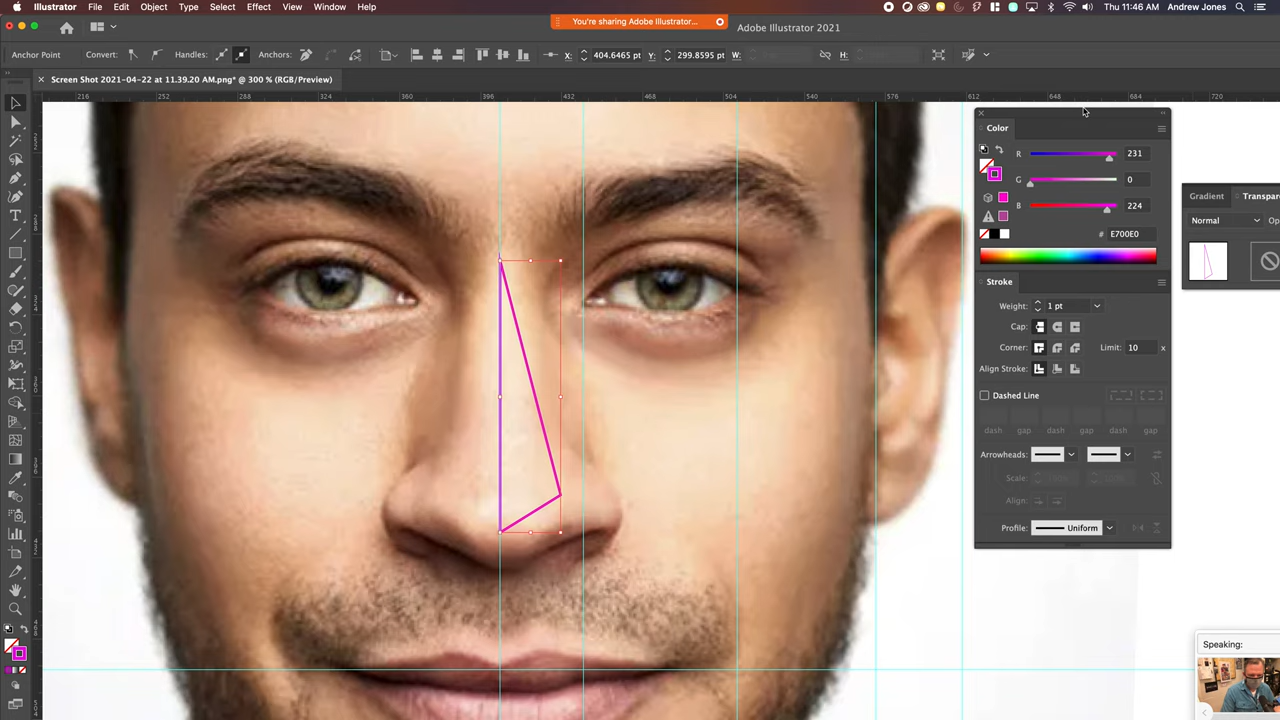 Illustrator File Edit Object Type Select Effect View Window Help
Thu 11:46 AM Andrew Jones
You're sharing Adobe Illustrator...
Adobe Illustrator 2021
Anchor Point Convert: Handles: Anchors: X: 404.6465 pt Y: 299.8595 pt W: H:
Screen Shot 2021-04-22 at 11.39.20 AM.png* @ 300 % (RGB/Preview)
216 252 288 324 360 396 432 468 504 540 576 612 648 684 720
Color
R 231
G 0
B 224
# E700E0
Gradient Transpare
Normal Op
Stroke
Weight: 1 pt
Cap:
Corner: Limit: 10 x
Align Stroke:
Dashed Line
dash gap dash gap dash gap
Arrowheads:
Scale:
Align:
Profile: Uniform
Speaking: